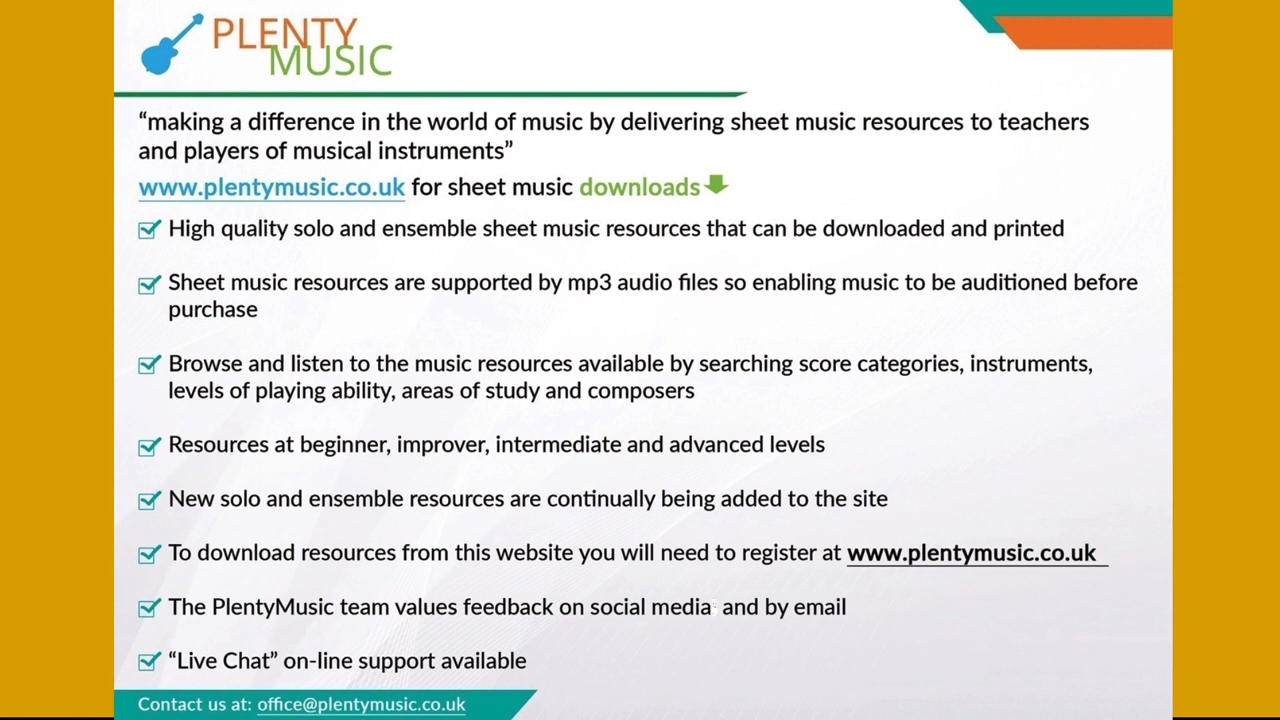 PLENTY
MUSIC
“making a difference in the world of music by delivering sheet music resources to teachers
and players of musical instruments”
www.plentymusic.co.uk for sheet music downloads
High quality solo and ensemble sheet music resources that can be downloaded and printed
Sheet music resources are supported by mp3 audio files so enabling music to be auditioned before
purchase
Browse and listen to the music resources available by searching score categories, instruments,
levels of playing ability, areas of study and composers
Resources at beginner, improver, intermediate and advanced levels
New solo and ensemble resources are continually being added to the site
To download resources from this website you will need to register at www.plentymusic.co.uk
The PlentyMusic team values feedback on social media and by email
“Live Chat” on-line support available
Contact us at: office@plentymusic.co.uk